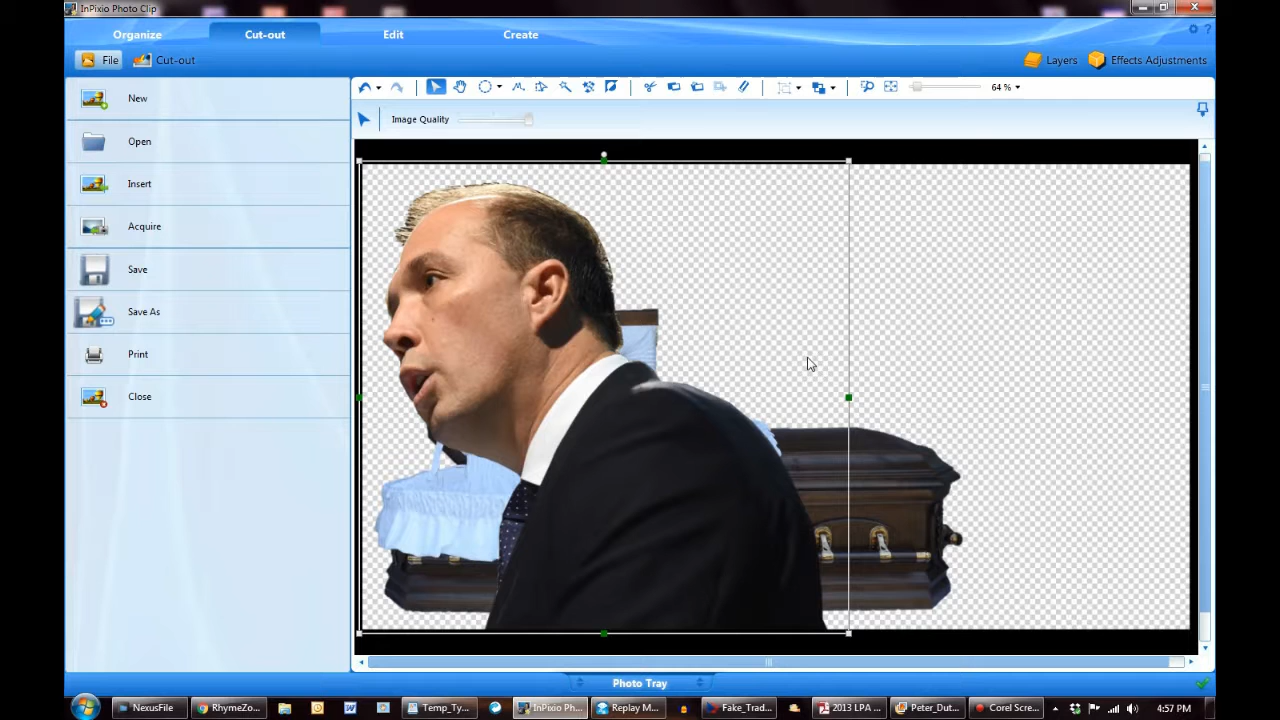 InPixio Photo Clip
Organize
Cut-out
Edit
Create
File
Cut-out
Layers
Effects Adjustments
New
Open
Insert
Acquire
Save
Save As
Print
Close
64 %
Image Quality
Photo Tray
NexusFile
RhymeZo...
Temp_Ty...
InPixio Ph...
Replay M...
Fake_Trad...
2013 LPA ...
Peter_Dut...
Corel Scre...
4:57 PM